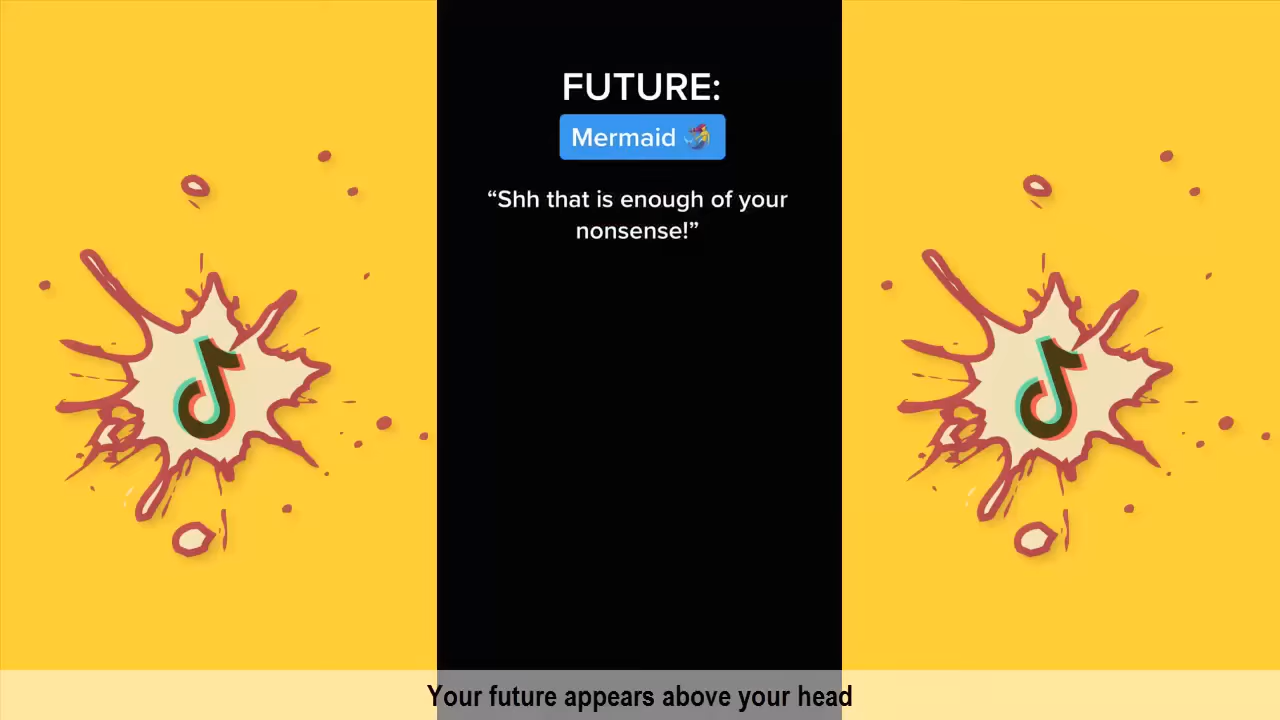 FUTURE:
Mermaid 🧜‍♀️
“Shh that is enough of your
nonsense!”
Your future appears above your head